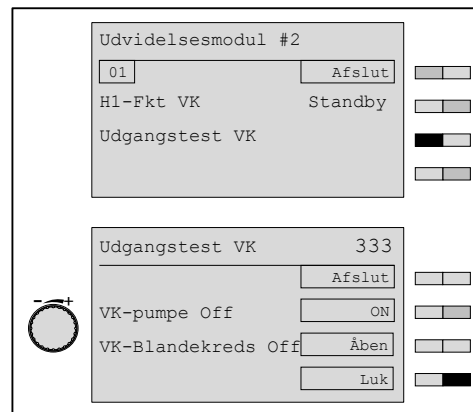 Udvidelsesmodul #2
01 Afslut
H1-Fkt VK Standby
Udgangstest VK
Udgangstest VK 333
Afslut
- +
VK-pumpe Off ON
VK-Blandekreds Off Åben
Luk